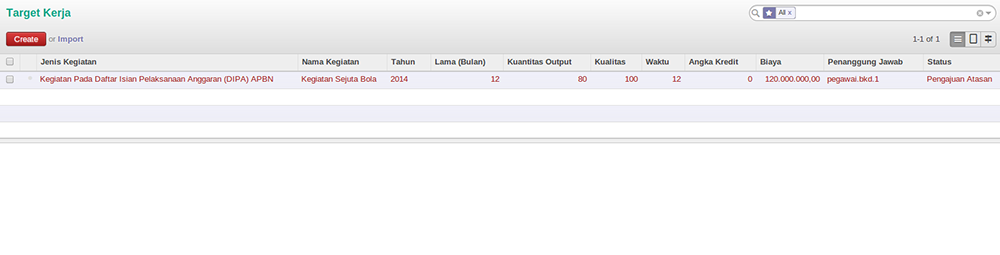 Target Kerja
All x
Create or Import
1-1 of 1
Jenis Kegiatan Nama Kegiatan Tahun Lama (Bulan) Kuantitas Output Kualitas Waktu Angka Kredit Biaya Penanggung Jawab Status
Kegiatan Pada Daftar Isian Pelaksanaan Anggaran (DIPA) APBN Kegiatan Sejuta Bola 2014 12 80 100 12 0 120.000.000,00 pegawai.bkd.1 Pengajuan Atasan